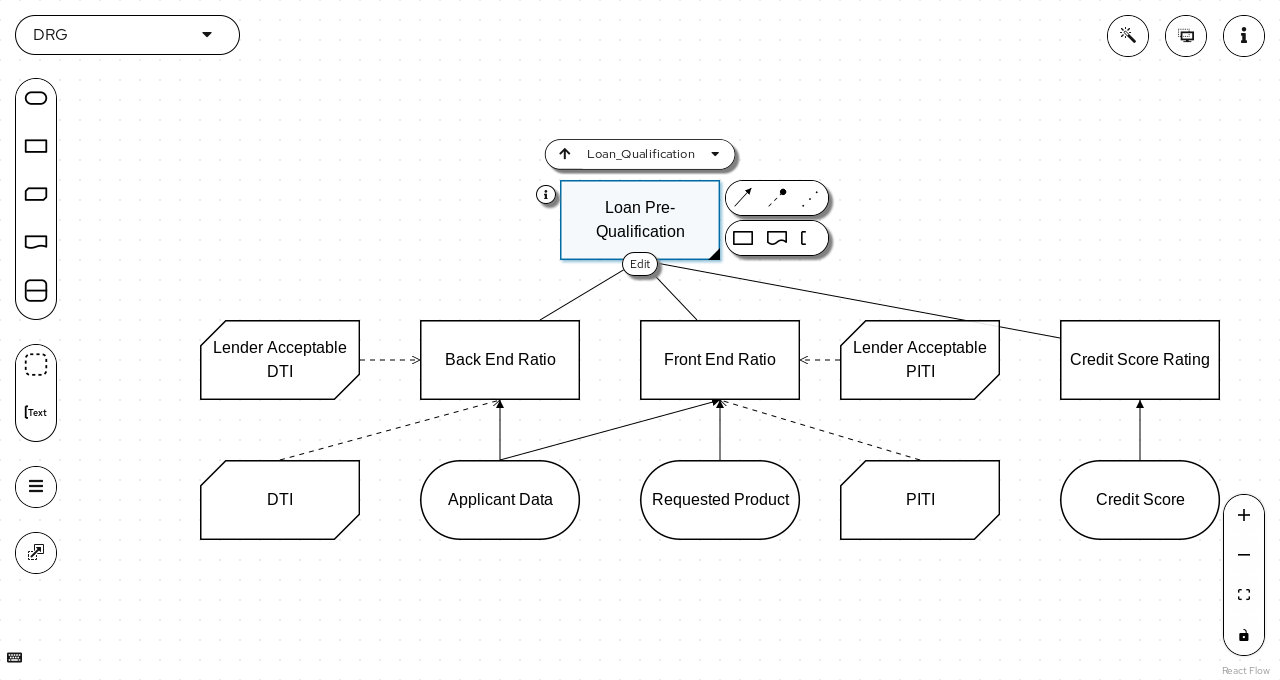 DRG
Loan_Qualification
Loan Pre-
Qualification
Edit
Lender Acceptable
DTI
Back End Ratio
Front End Ratio
Lender Acceptable
PITI
Credit Score Rating
Text
DTI
Applicant Data
Requested Product
PITI
Credit Score
React Flow